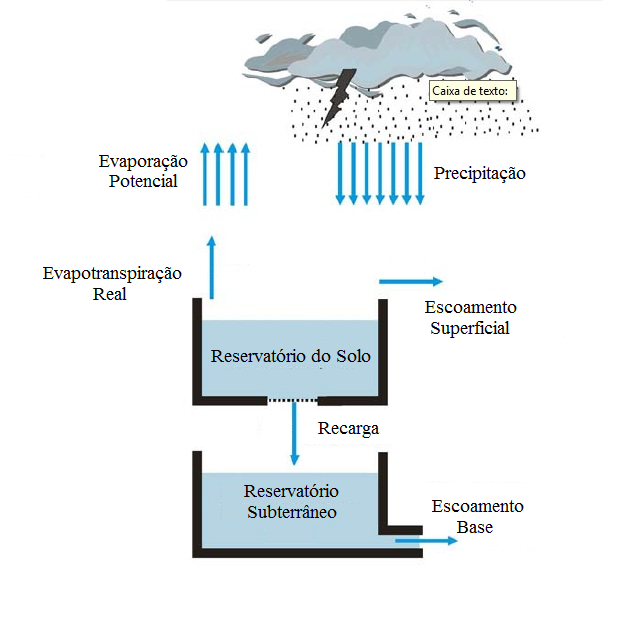 Caixa de texto:
Evaporação
Potencial
Precipitação
Evapotranspiração
Real
Escoamento
Superficial
Reservatório do Solo
Recarga
Reservatório
Subterrâneo
Escoamento
Base